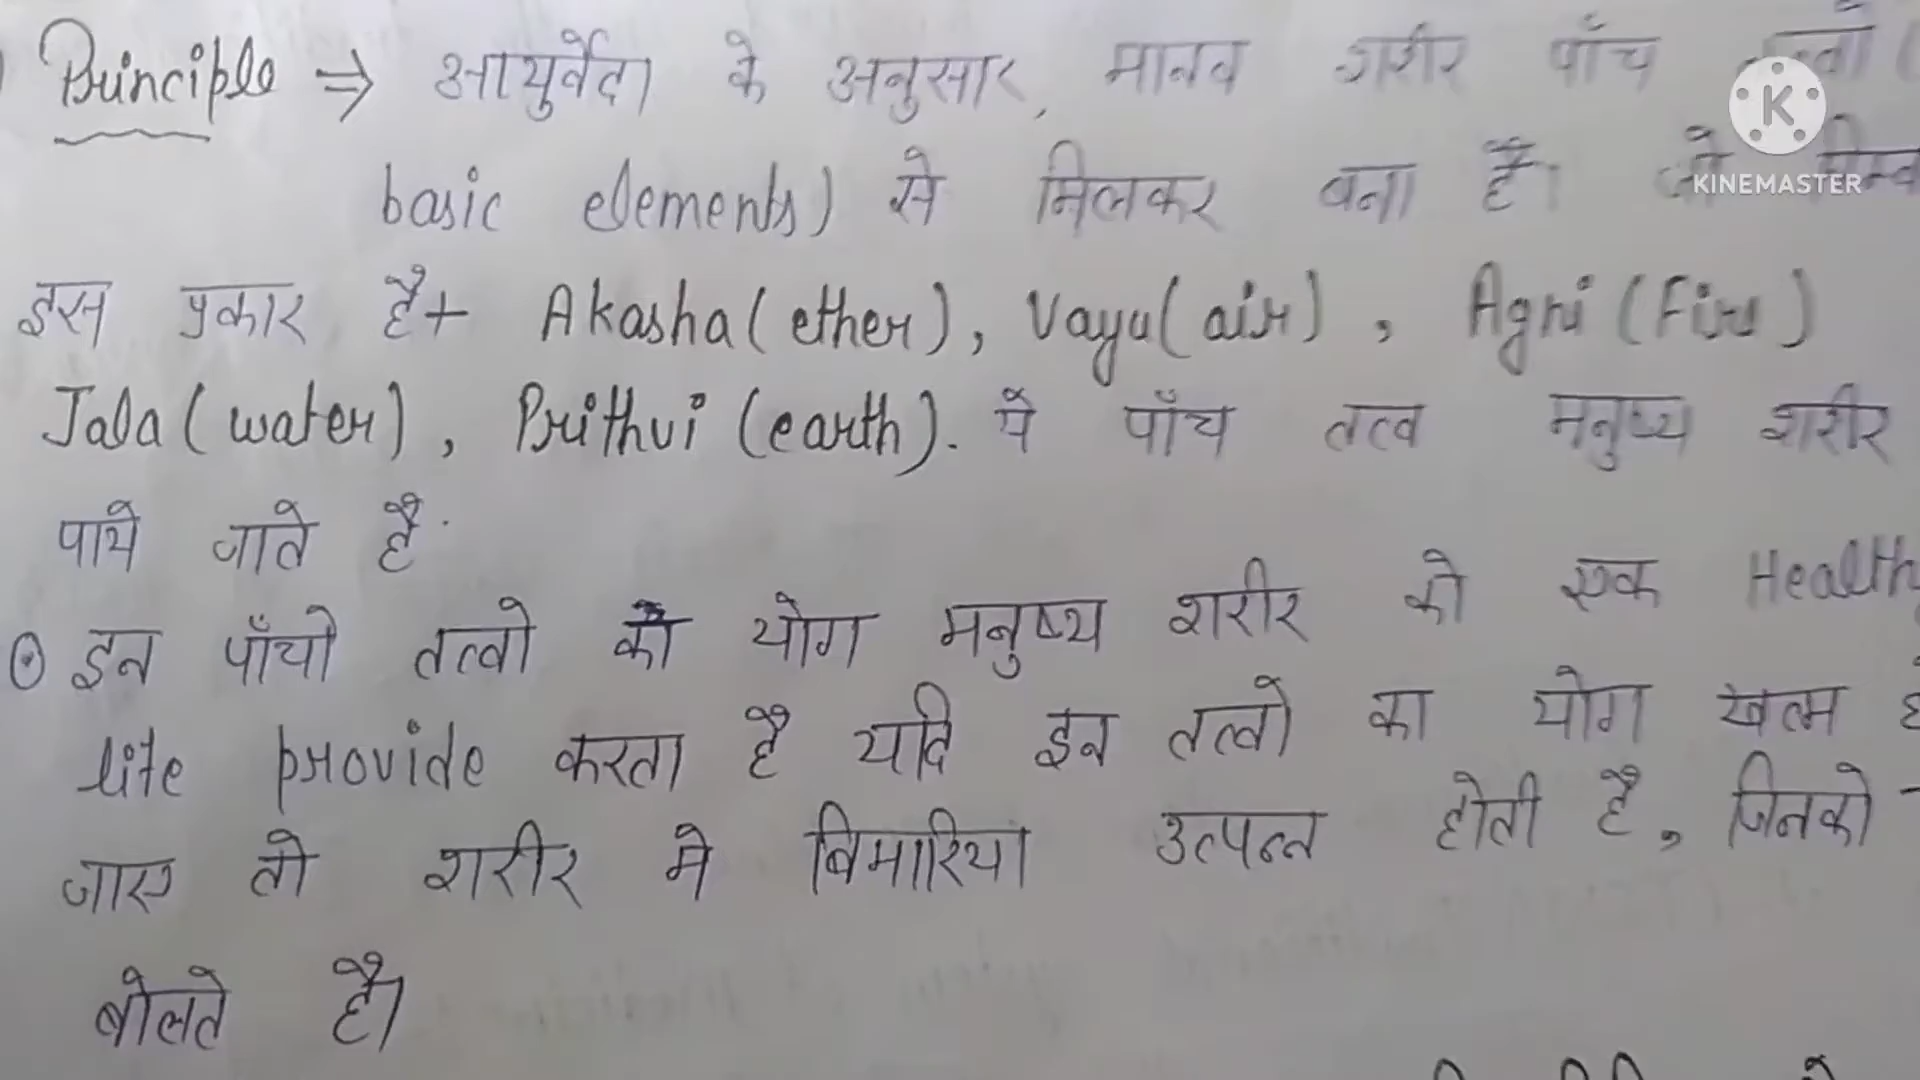 Principle ⇒ आयुर्वेदा के अनुसार, मानव शरीर पाँच
basic elements) से मिलकर बना है।
KINEMASTER
इस प्रकार है+ Akasha (ether), Vayu (air), Agni (Fire)
Jala (water), Prithvi (earth). ये पाँच तत्व मनुष्य शरीर
पाये जाते है.
इन पाँचो तत्वो का योग मनुष्य शरीर को एक Healthy
life provide करता है यदि इन तत्वो का योग खत्म
जाए तो शरीर मे बिमारिया उत्पन्न होती है, जिनको
बोलते है।